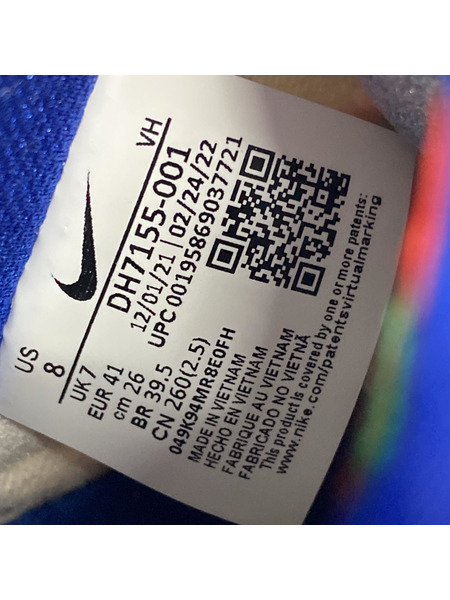 VH
DH7155-001
12/01/21 | 02/24/22
UPC 00195869037721
US
8
UK 7
EUR 41
cm 26
BR 39.5
CN 260(2.5)
049K94MR8E0FH
MADE IN VIETNAM
HECHO EN VIETNAM
FABRIQUE AU VIETNAM
FABRICADO NO VIETNÃ
This product is covered by one or more patents:
www.nike.com/patentsvirtualmarking